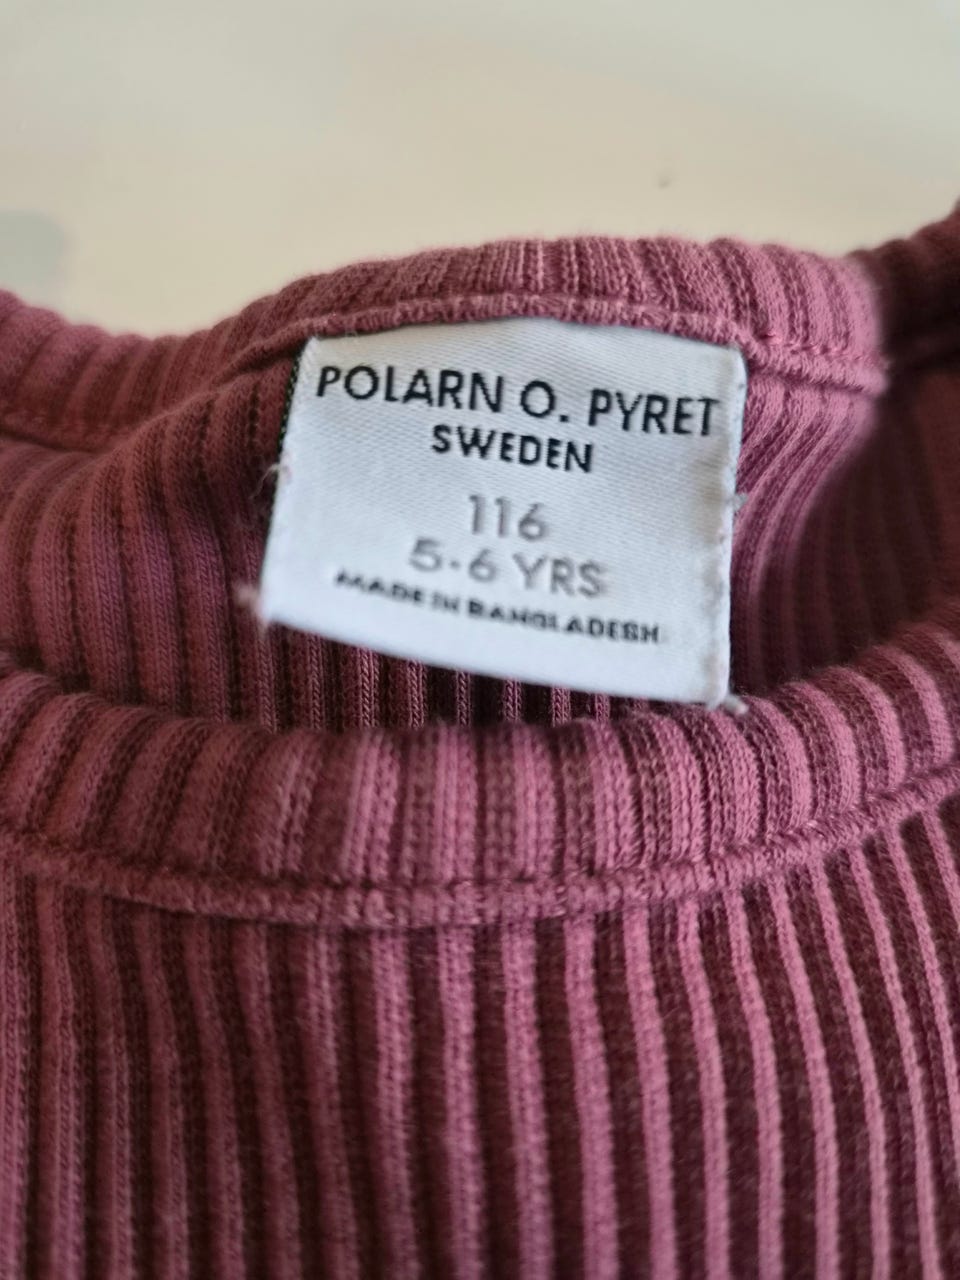 POLARN O. PYRET
SWEDEN
116
5-6 YRS
MADE IN BANGLADESH